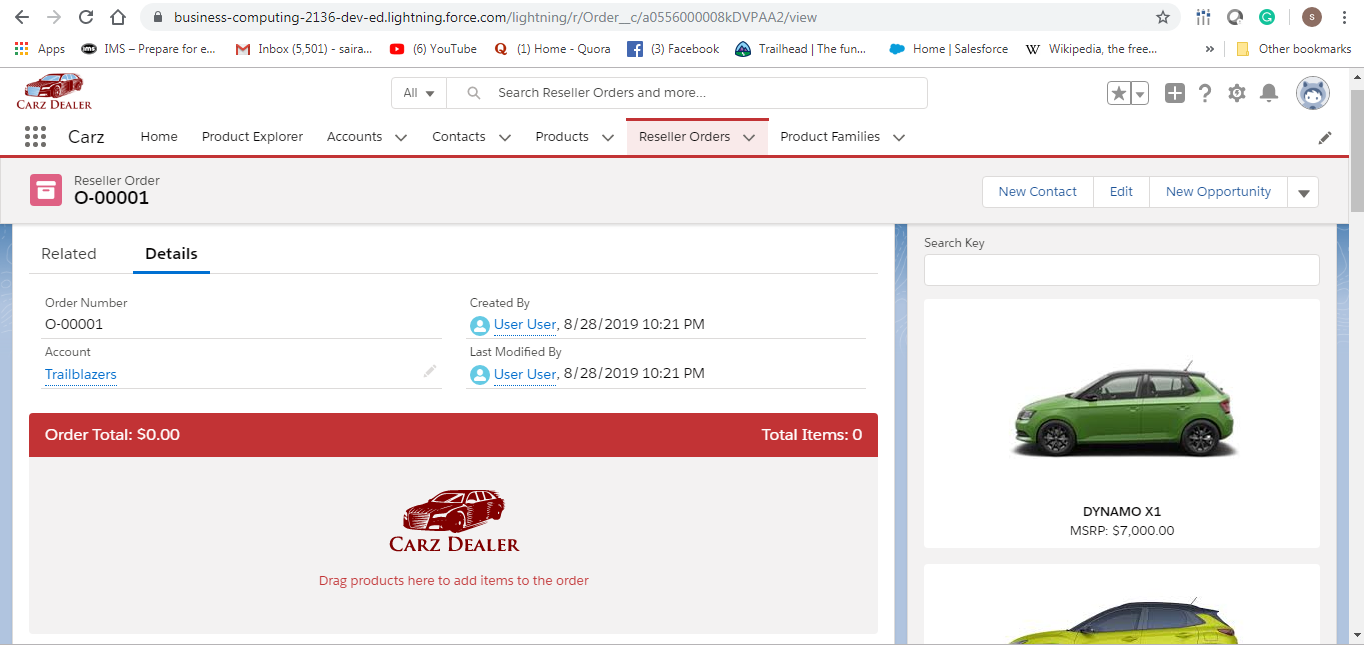 business-computing-2136-dev-ed.lightning.force.com/lightning/r/Order__c/a0556000008kDVPAA2/view
S
Apps IMS – Prepare for e... Inbox (5,501) - saira... (6) YouTube (1) Home - Quora (3) Facebook Trailhead | The fun... Home | Salesforce Wikipedia, the free... » Other bookmarks
CARZ DEALER
All Search Reseller Orders and more...
Carz Home Product Explorer Accounts Contacts Products Reseller Orders Product Families
Reseller Order
O-00001
New Contact Edit New Opportunity
Related Details
Order Number
O-00001
Created By
User User, 8/28/2019 10:21 PM
Account
Trailblazers
Last Modified By
User User, 8/28/2019 10:21 PM
Order Total: $0.00 Total Items: 0
CARZ DEALER
Drag products here to add items to the order
Search Key
DYNAMO X1
MSRP: $7,000.00